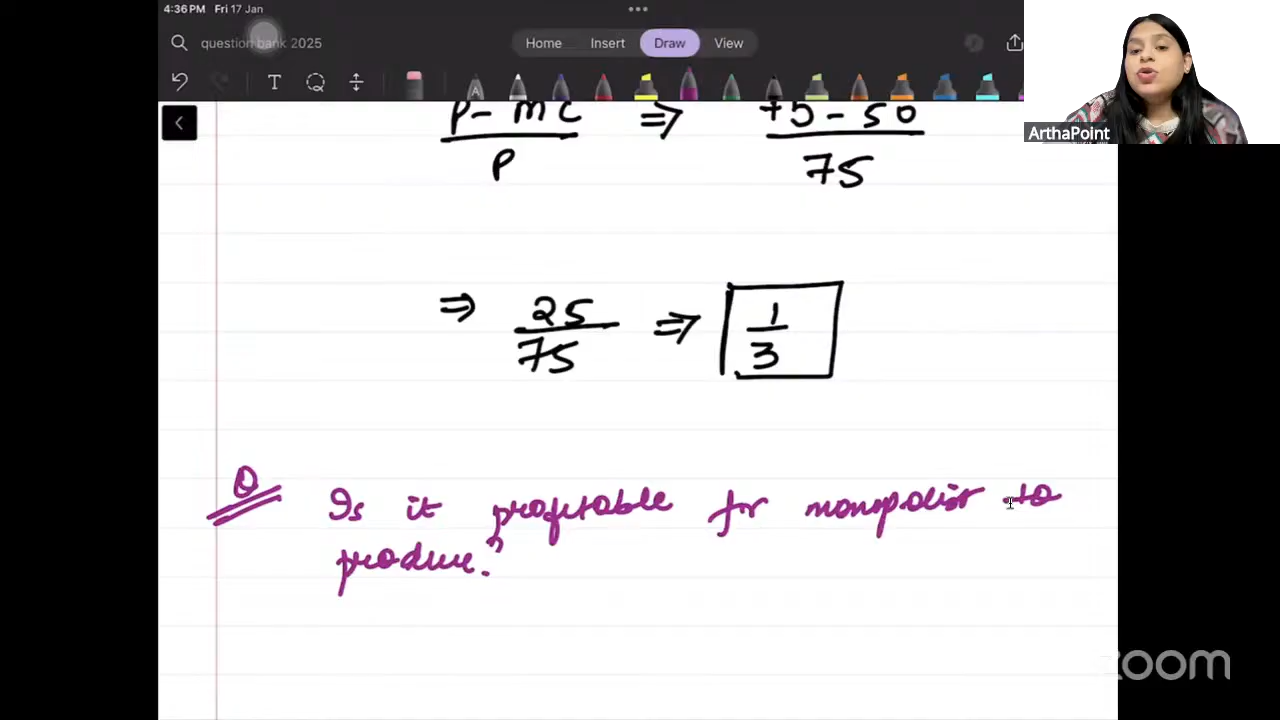 4:36 PM Fri 17 Jan
question bank 2025
Home Insert Draw View
T
A
ArthaPoint
P - MC ⇒ 75 - 50
P 75
⇒ 25 ⇒ 1
75 3
Q Is it profitable for monopolist to
produce?
zoom